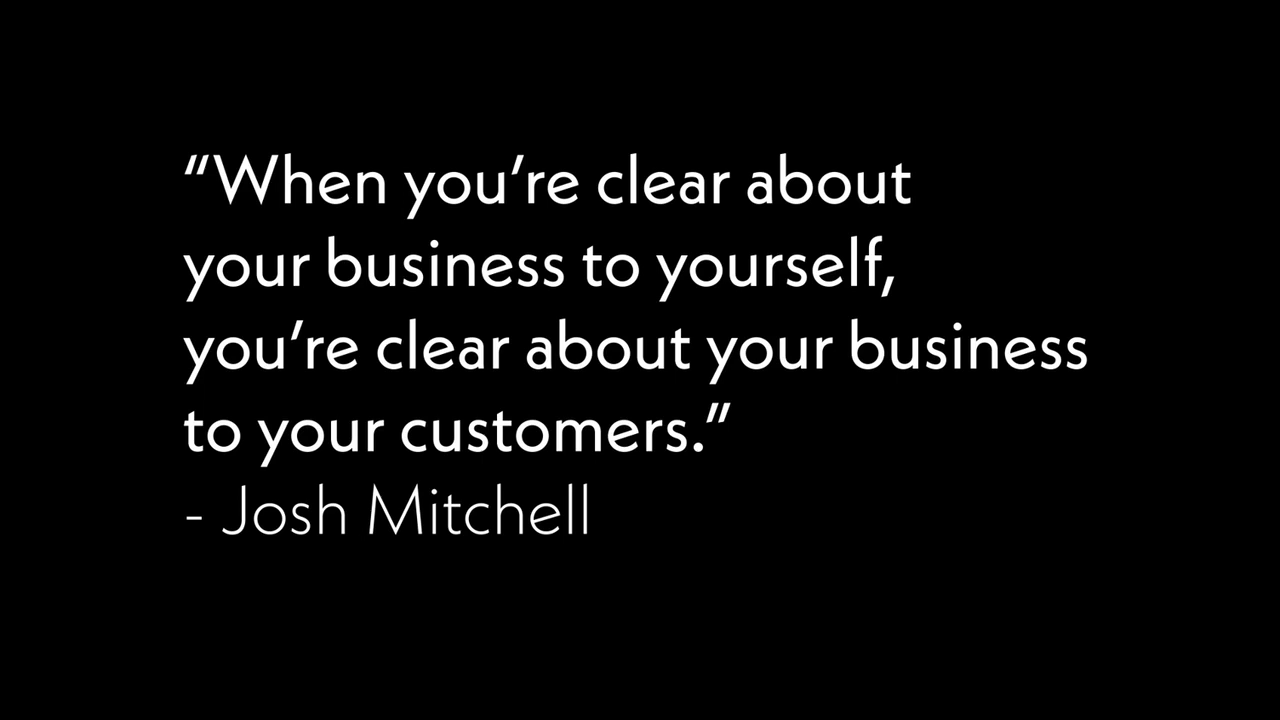 “When you’re clear about
your business to yourself,
you’re clear about your business
to your customers.”
- Josh Mitchell